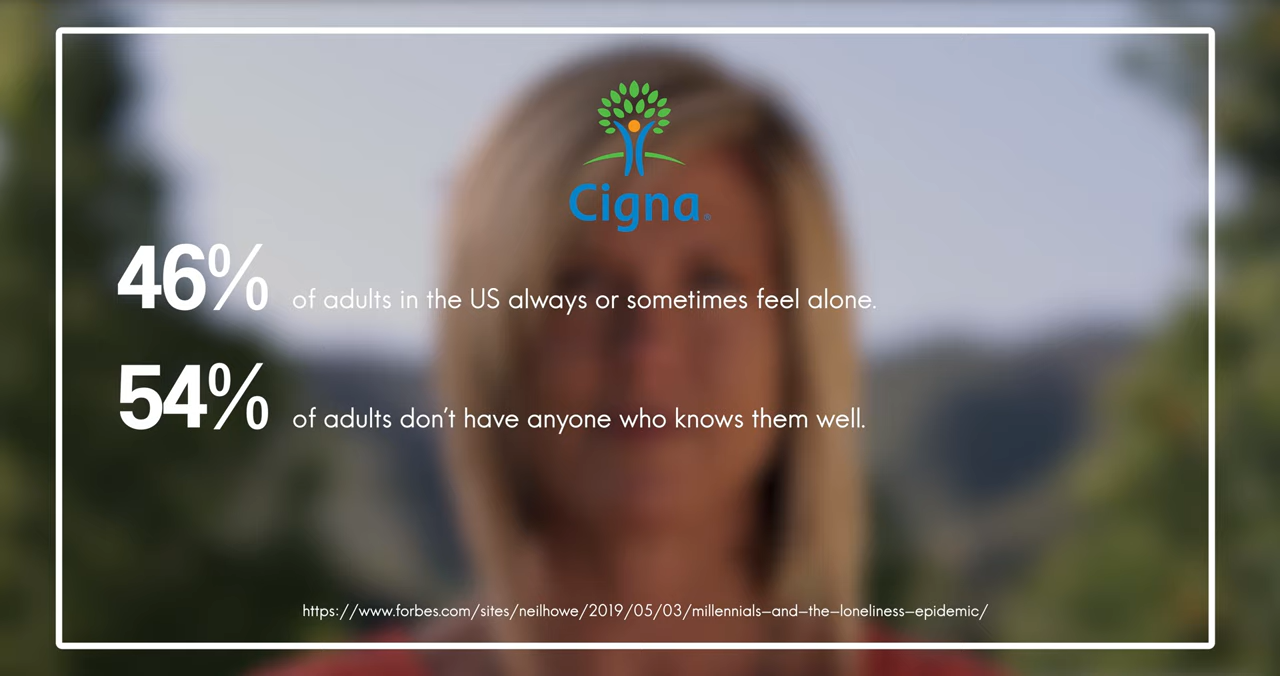 Cigna®
46% of adults in the US always or sometimes feel alone.
54% of adults don't have anyone who knows them well.
https://www.forbes.com/sites/neilhowe/2019/05/03/millennials-and-the-loneliness-epidemic/